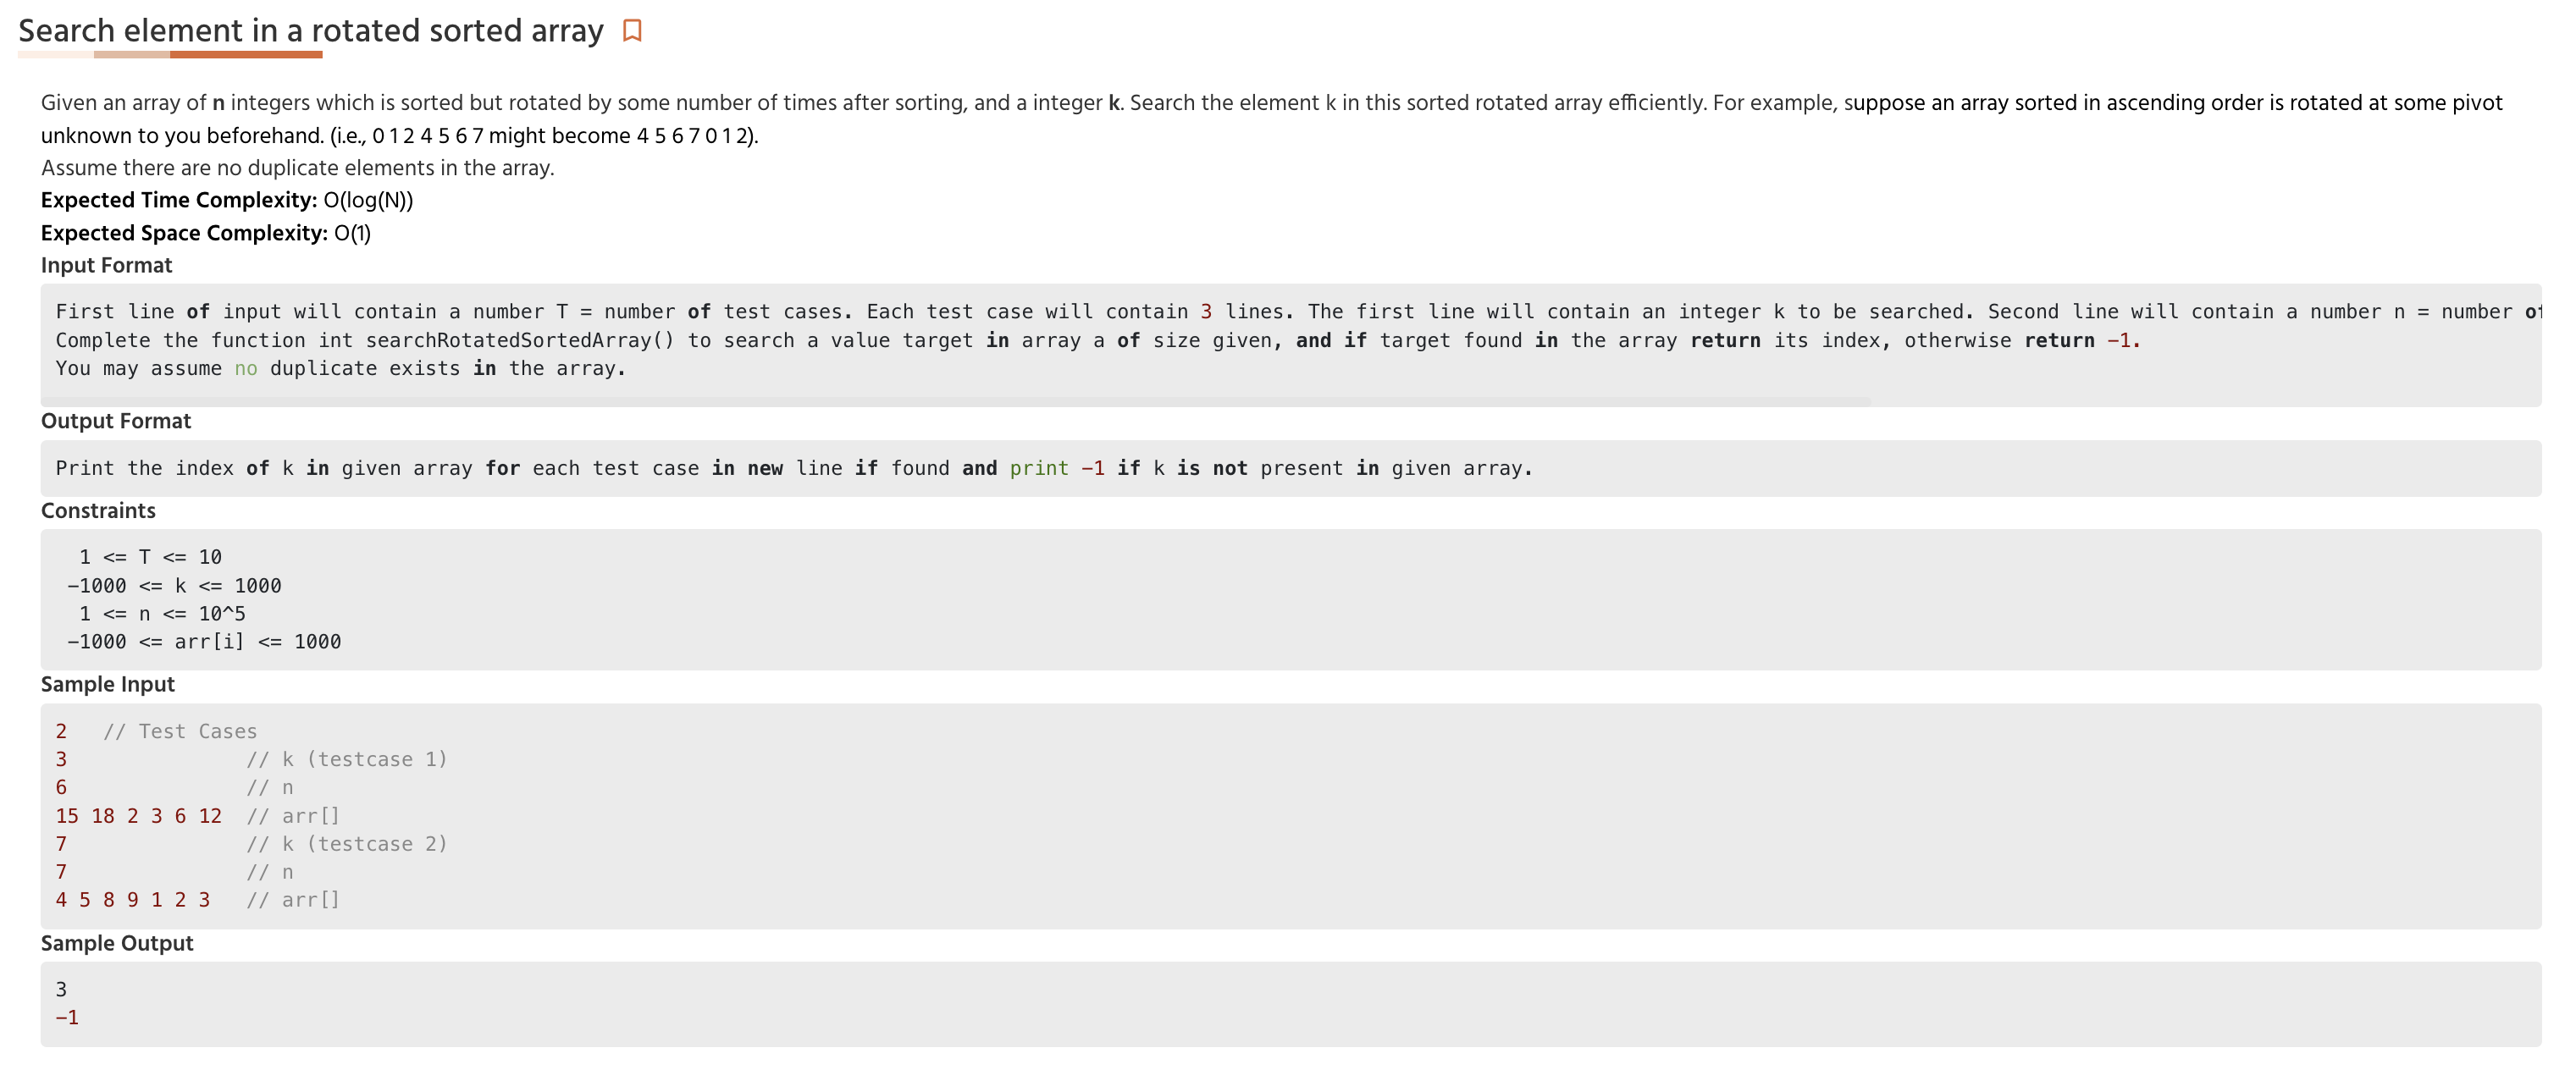 Search element in a rotated sorted array
Given an array of n integers which is sorted but rotated by some number of times after sorting, and a integer k. Search the element k in this sorted rotated array efficiently. For example, suppose an array sorted in ascending order is rotated at some pivot
unknown to you beforehand. (i.e., 0 1 2 4 5 6 7 might become 4 5 6 7 0 1 2).
Assume there are no duplicate elements in the array.
Expected Time Complexity: O(log(N))
Expected Space Complexity: O(1)
Input Format
First line of input will contain a number T = number of test cases. Each test case will contain 3 lines. The first line will contain an integer k to be searched. Second line will contain a number n = number of
Complete the function int searchRotatedSortedArray() to search a value target in array a of size given, and if target found in the array return its index, otherwise return -1.
You may assume no duplicate exists in the array.
Output Format
Print the index of k in given array for each test case in new line if found and print -1 if k is not present in given array.
Constraints
1 <= T <= 10
-1000 <= k <= 1000
1 <= n <= 10^5
-1000 <= arr[i] <= 1000
Sample Input
2 // Test Cases
3 // k (testcase 1)
6 // n
15 18 2 3 6 12 // arr[]
7 // k (testcase 2)
7 // n
4 5 8 9 1 2 3 // arr[]
Sample Output
3
-1